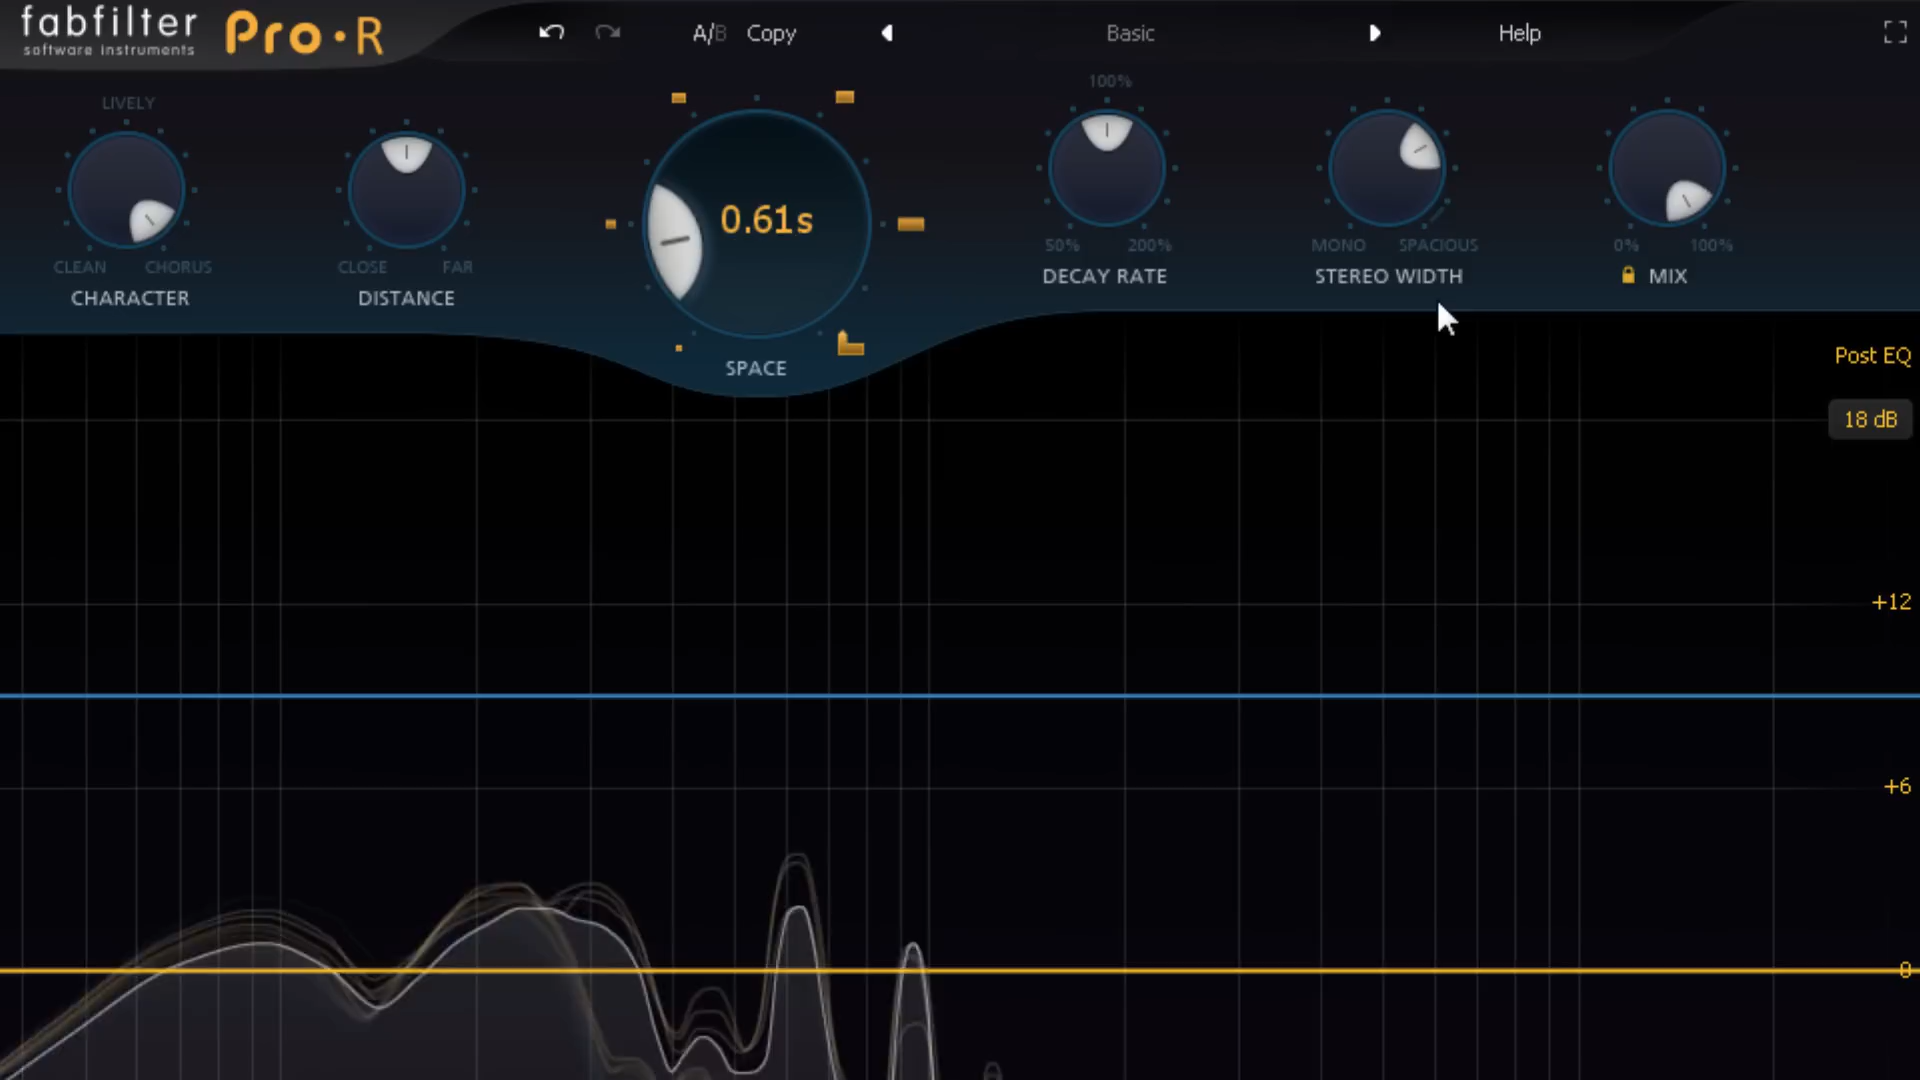 fabfilter
software instruments
Pro·R
A/B Copy Basic Help
LIVELY
CLEAN CHORUS
CHARACTER
CLOSE FAR
DISTANCE
0.61s
SPACE
100%
50% 200%
DECAY RATE
MONO SPACIOUS
STEREO WIDTH
0% 100%
MIX
Post EQ
18 dB
+12
+6
0